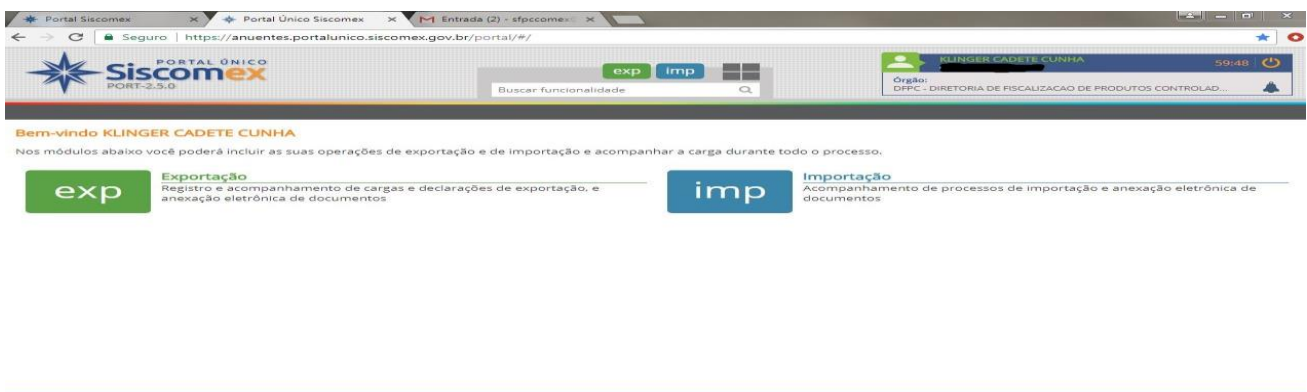 Portal Siscomex
Portal Único Siscomex
Entrada (2) - sfpccomex
Seguro | https://anuentes.portalunico.siscomex.gov.br/portal/#/
PORTAL ÚNICO
Siscomex
PORT-2.5.0
exp imp
Buscar funcionalidade
KLINGER CADETE CUNHA
59:48
Órgão:
DFPC - DIRETORIA DE FISCALIZACAO DE PRODUTOS CONTROLAD...
Bem-vindo KLINGER CADETE CUNHA
Nos módulos abaixo você poderá incluir as suas operações de exportação e de importação e acompanhar a carga durante todo o processo.
exp
Exportação
Registro e acompanhamento de cargas e declarações de exportação, e
anexação eletrônica de documentos
imp
Importação
Acompanhamento de processos de importação e anexação eletrônica de
documentos